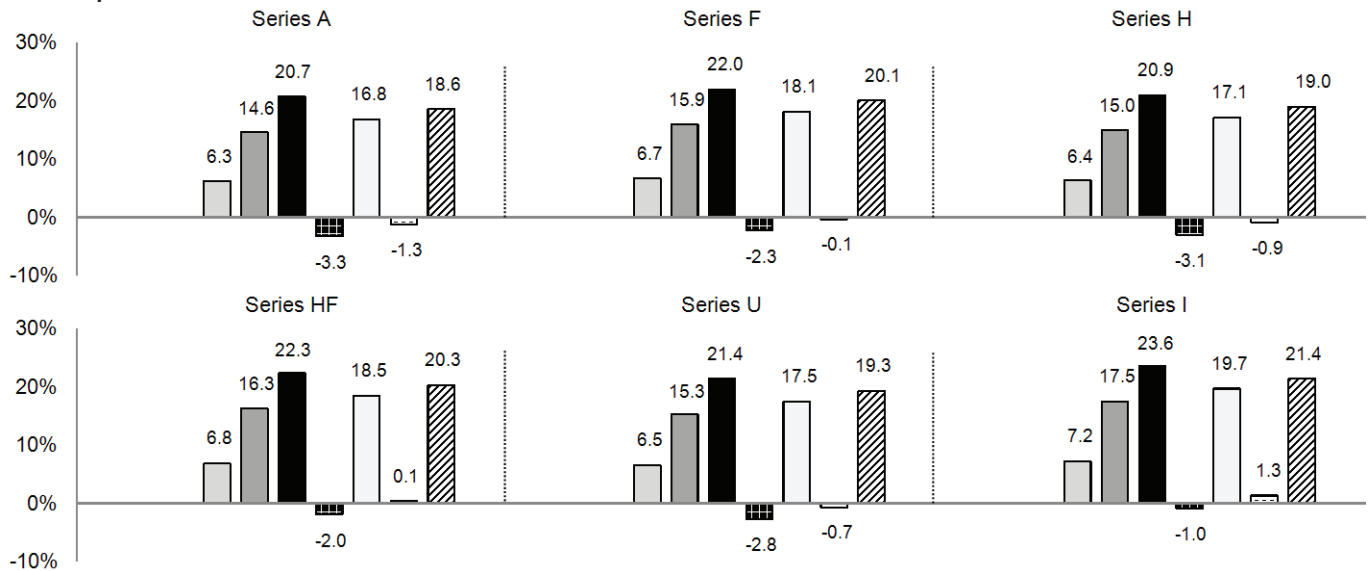 Series A Series F Series H
30%
20%
10%
0%
-10%
6.3 14.6 20.7 -3.3 16.8 -1.3 18.6
6.7 15.9 22.0 -2.3 18.1 -0.1 20.1
6.4 15.0 20.9 -3.1 17.1 -0.9 19.0
Series HF Series U Series I
30%
20%
10%
0%
-10%
6.8 16.3 22.3 -2.0 18.5 0.1 20.3
6.5 15.3 21.4 -2.8 17.5 -0.7 19.3
7.2 17.5 23.6 -1.0 19.7 1.3 21.4